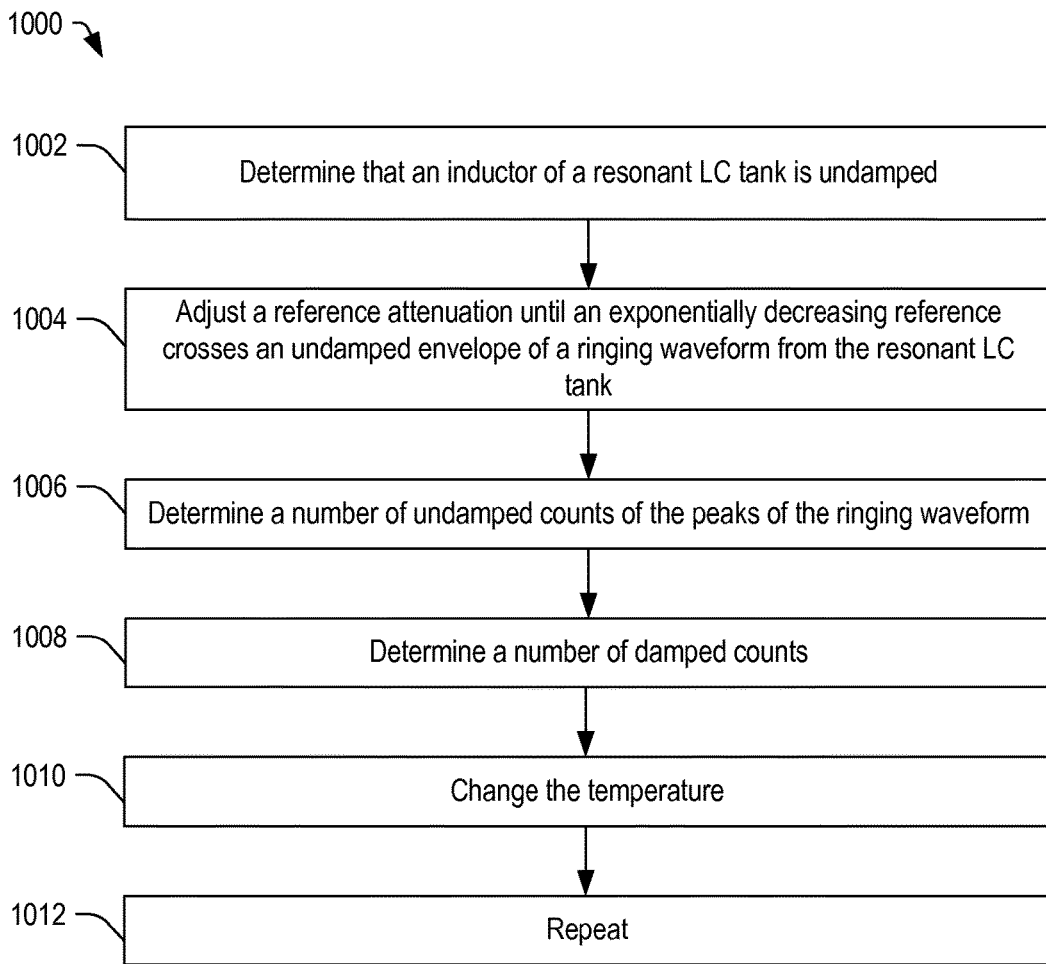 1000
1002
Determine that an inductor of a resonant LC tank is undamped
1004
Adjust a reference attenuation until an exponentially decreasing reference
crosses an undamped envelope of a ringing waveform from the resonant LC
tank
1006
Determine a number of undamped counts of the peaks of the ringing waveform
1008
Determine a number of damped counts
1010
Change the temperature
1012
Repeat